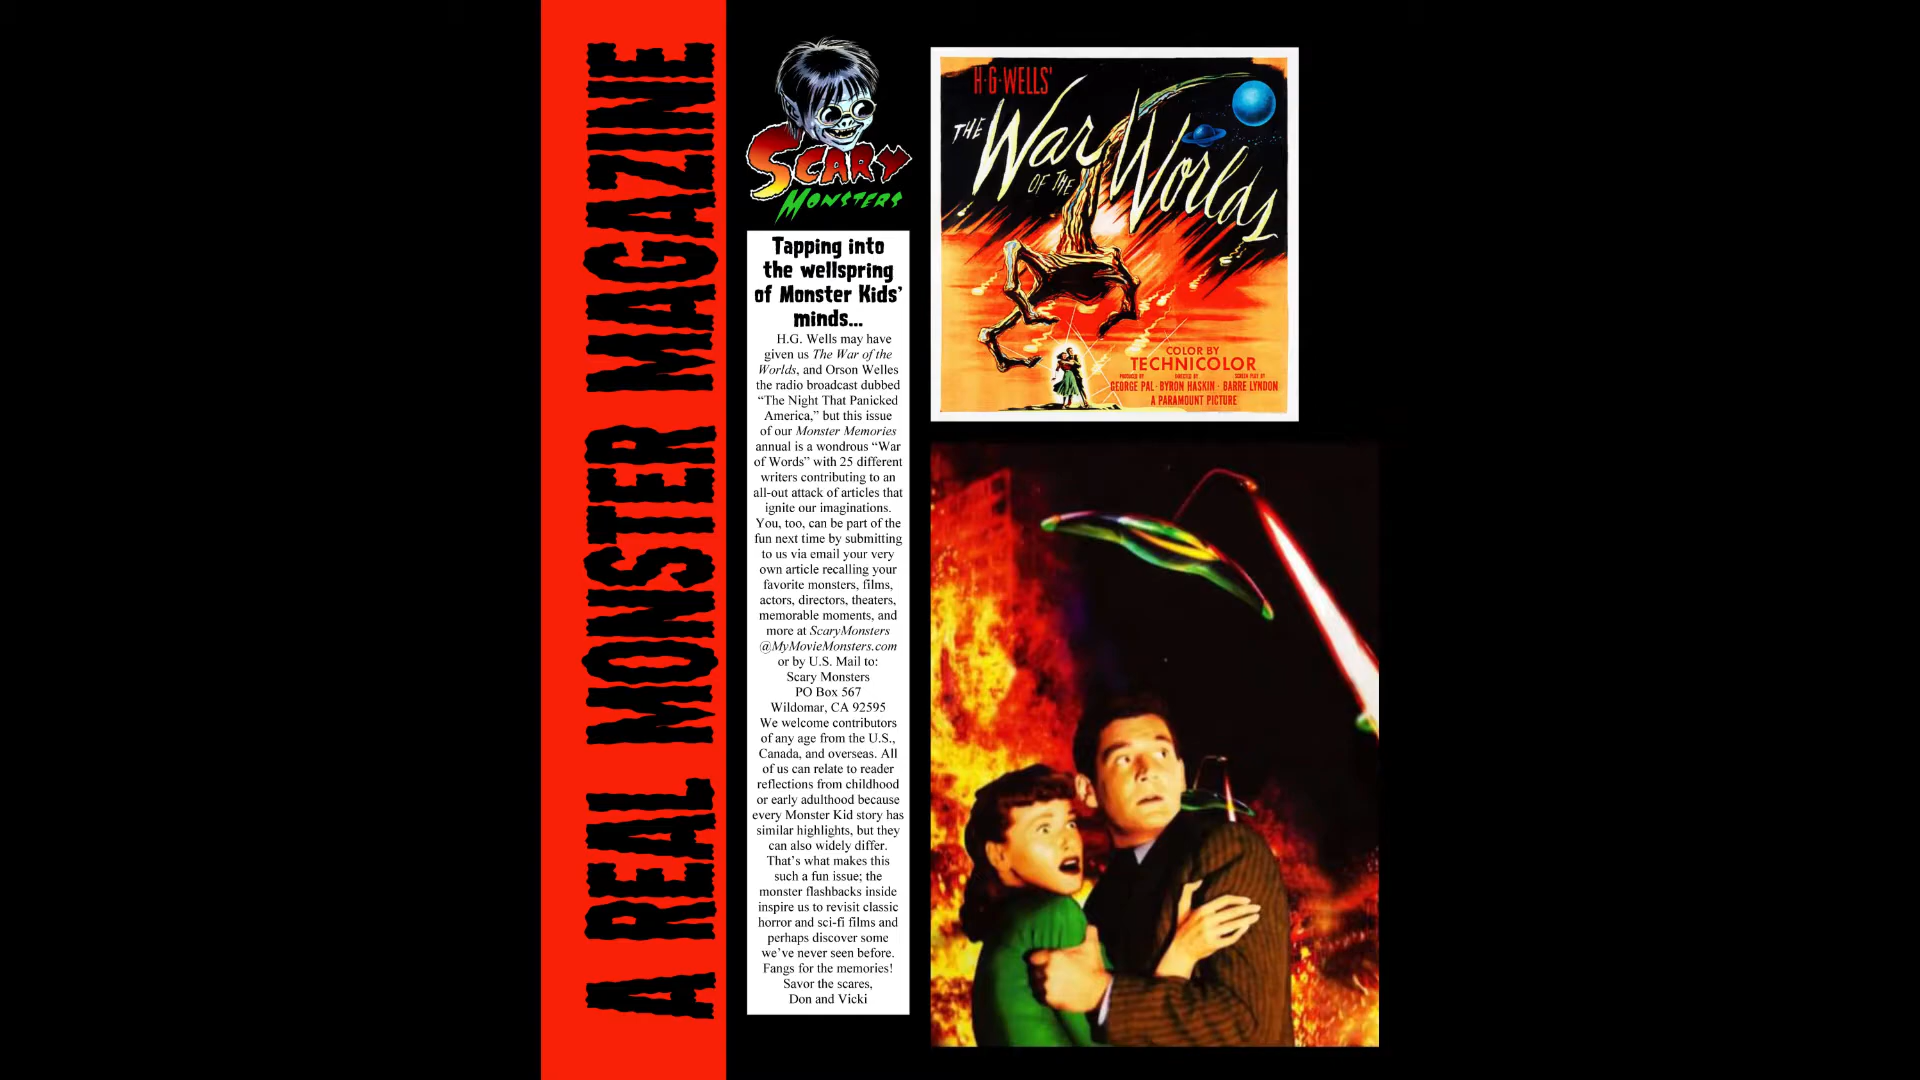 A REAL MONSTER MAGAZINE
SCARY
MONSTERS
Tapping into
the wellspring
of Monster Kids’
minds...
H.G. Wells may have
given us The War of the
Worlds, and Orson Welles
the radio broadcast dubbed
“The Night That Panicked
America,” but this issue
of our Monster Memories
annual is a wondrous “War
of Words” with 25 different
writers contributing to an
all-out attack of articles that
ignite our imaginations.
You, too, can be part of the
fun next time by submitting
to us via email your very
own article recalling your
favorite monsters, films,
actors, directors, theaters,
memorable moments, and
more at ScaryMonsters
@MyMovieMonsters.com
or by U.S. Mail to:
Scary Monsters
PO Box 567
Wildomar, CA 92595
We welcome contributors
of any age from the U.S.,
Canada, and overseas. All
of us can relate to reader
reflections from childhood
or early adulthood because
every Monster Kid story has
similar highlights, but they
can also widely differ.
That’s what makes this
such a fun issue; the
monster flashbacks inside
inspire us to revisit classic
horror and sci-fi films and
perhaps discover some
we’ve never seen before.
Fangs for the memories!
Savor the scares,
Don and Vicki
H·G·WELLS'
THE War OF THE Worlds
COLOR BY
TECHNICOLOR
PRODUCED BY DIRECTED BY SCREEN PLAY BY
GEORGE PAL · BYRON HASKIN · BARRE LYNDON
A PARAMOUNT PICTURE